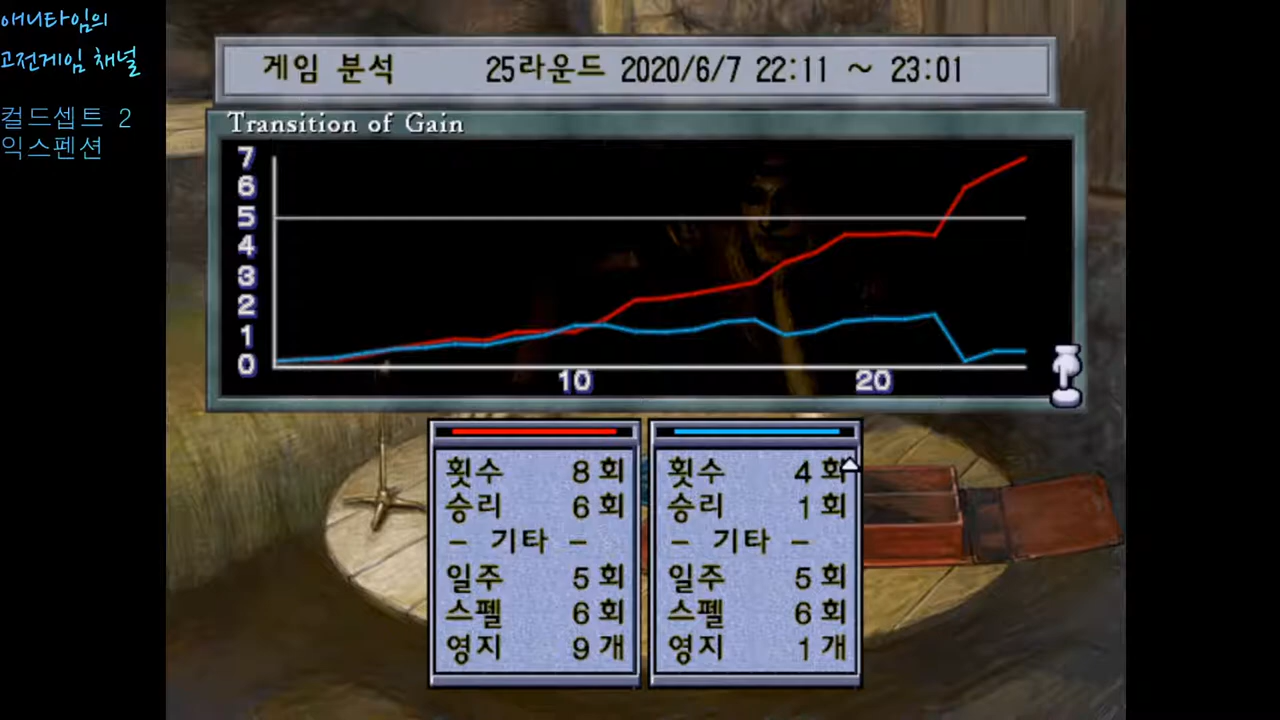 애니타임의
고전게임 채널
컬드셉트 2
익스펜션
게임 분석 25라운드 2020/6/7 22:11 ~ 23:01
Transition of Gain
7
6
5
4
3
2
1
0
10 20
횟수 8 회
승리 6 회
- 기타 -
일주 5 회
스펠 6 회
영지 9 개
횟수 4 회
승리 1 회
- 기타 -
일주 5 회
스펠 6 회
영지 1 개